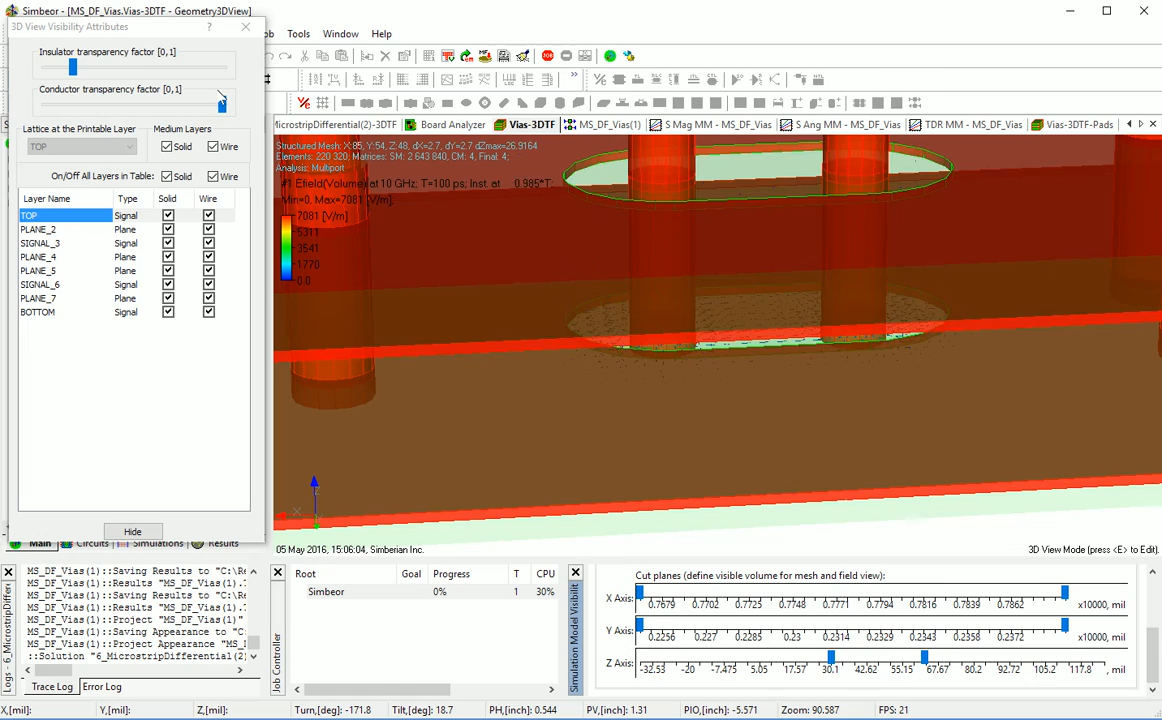 Simbeor - [MS_DF_Vias.Vias-3DTF - Geometry3DView]
3D View Visibility Attributes
?
Tools
Window
Help
Insulator transparency factor [0,1]
Conductor transparency factor [0,1]
Lattice at the Printable Layer
Medium Layers
TOP
Solid
Wire
On/Off All Layers in Table:
Solid
Wire
Layer Name Type Solid Wire
TOP Signal
PLANE_2 Plane
SIGNAL_3 Signal
PLANE_4 Plane
PLANE_5 Plane
SIGNAL_6 Signal
PLANE_7 Plane
BOTTOM Signal
Hide
Main
Circuits
Simulations
Results
icrostripDifferential(2)-3DTF
Board Analyzer
Vias-3DTF
MS_DF_Vias(1)
S Mag MM - MS_DF_Vias
S Ang MM - MS_DF_Vias
TDR MM - MS_DF_Vias
Vias-3DTF-Pads
Structured Mesh: X:85, Y:54, Z:48, dX=2.7, dY=2.7, dZmax=26.9164
Elements: 220 320, Matrices: SM: 2 643 840, CM: 4, Final: 4;
Analysis: Multiport
#1 Efield(Volume) at 10 GHz; T=100 ps; Inst. at 0.985*T;
Min=0, Max=7081 [V/m],
7081 [V/m]
5311
3541
1770
0.0
05 May 2016, 15:06:04, Simberian Inc.
3D View Mode (press <E> to Edit).
MS_DF_Vias(1)::Saving Results to "C:\Re
MS_DF_Vias(1)::Saving Results to "C:\Re
MS_DF_Vias(1)::Results "MS_DF_Vias(1).7
MS_DF_Vias(1)::Project "MS_DF_Vias(1)"
MS_DF_Vias(1)::Saving Appearance to "C:
MS_DF_Vias(1)::Project Appearance "MS_D
::Solution "6_MicrostripDifferential(2)
Trace Log
Error Log
Logs - 6_MicrostripDiffer
Job Controller
Root Goal Progress T CPU
Simbeor 0% 1 30%
Simulation Model Visibilit
Cut planes (define visible volume for mesh and field view):
X Axis:
0.7679 0.7702 0.7725 0.7748 0.7771 0.7794 0.7816 0.7839 0.7862
x10000, mil
Y Axis:
0.2256 0.227 0.2285 0.23 0.2314 0.2329 0.2343 0.2358 0.2372
x10000, mil
Z Axis:
-32.53 -20 -7.475 5.05 17.57 30.1 42.62 55.15 67.67 80.2 92.72 105.2 117.8
, mil
X,[mil]: Y,[mil]: Z,[mil]: Turn,[deg]: -171.8 Tilt,[deg]: 18.7 PH,[inch]: 0.544 PV,[inch]: 1.31 PIO,[inch]: -5.571 Zoom: 90.587 FPS: 21